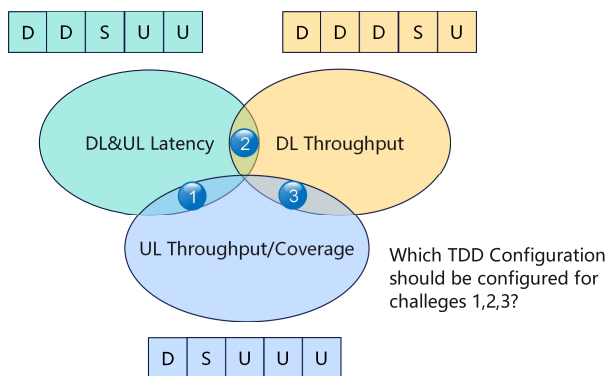 D D S U U
D D D S U
DL&UL Latency
2
DL Throughput
1
3
UL Throughput/Coverage
Which TDD Configuration
should be configured for
challeges 1,2,3?
D S U U U